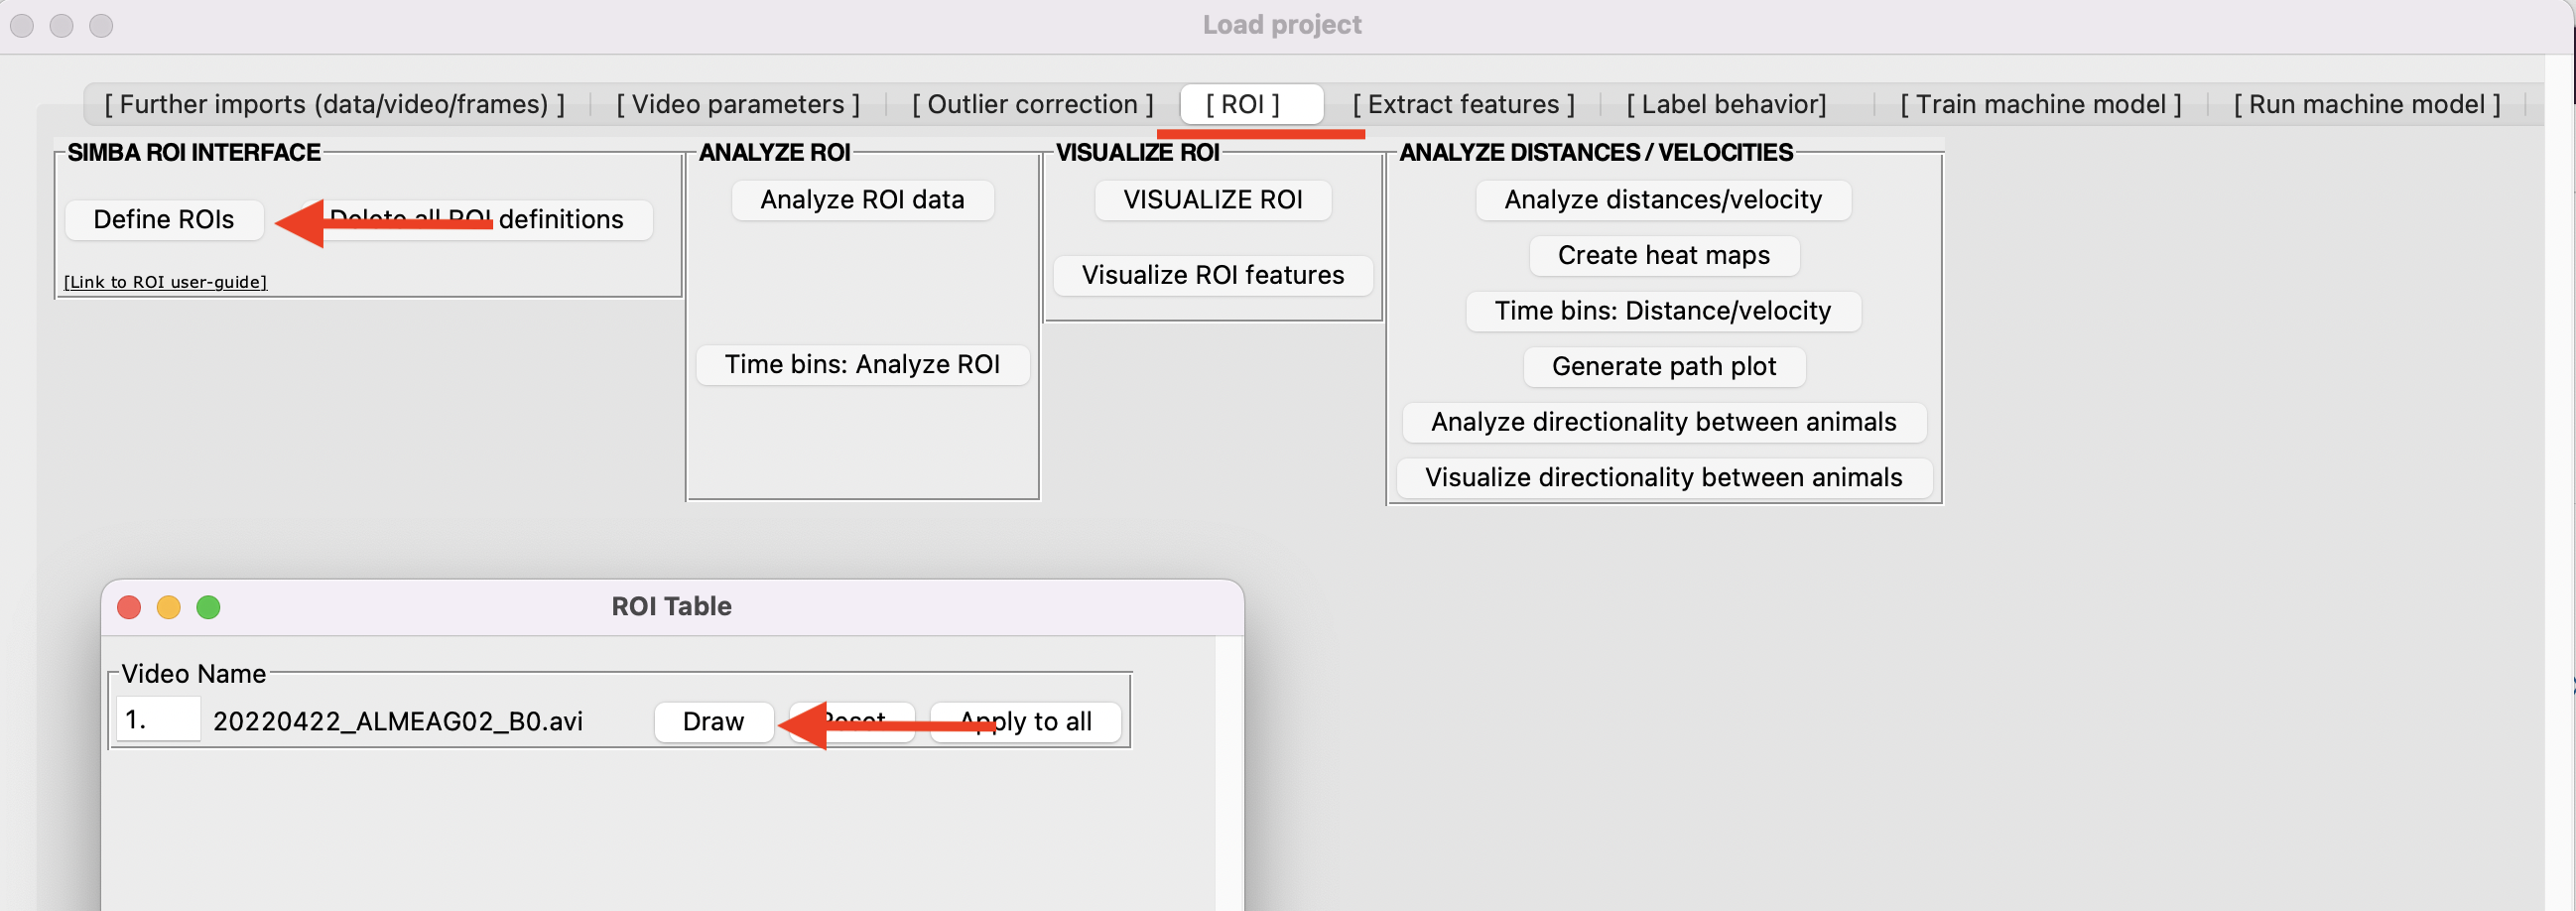 Load project
[ Further imports (data/video/frames) ] [ Video parameters ] [ Outlier correction ] [ ROI ] [ Extract features ] [ Label behavior] [ Train machine model ] [ Run machine model ]
SIMBA ROI INTERFACE
Define ROIs Delete all ROI definitions
[Link to ROI user-guide]
ANALYZE ROI
Analyze ROI data
Time bins: Analyze ROI
VISUALIZE ROI
VISUALIZE ROI
Visualize ROI features
ANALYZE DISTANCES / VELOCITIES
Analyze distances/velocity
Create heat maps
Time bins: Distance/velocity
Generate path plot
Analyze directionality between animals
Visualize directionality between animals
ROI Table
Video Name
1. 20220422_ALMEAG02_B0.avi Draw Reset Apply to all